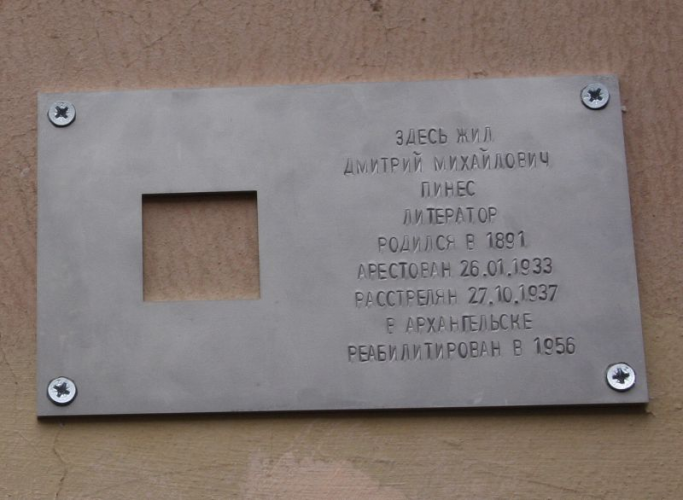 ЗДЕСЬ ЖИЛ
ДМИТРИЙ МИХАЙЛОВИЧ
ПИНЕС
ЛИТЕРАТОР
РОДИЛСЯ В 1891
АРЕСТОВАН 26.01.1933
РАССТРЕЛЯН 27.10.1937
В АРХАНГЕЛЬСКЕ
РЕАБИЛИТИРОВАН В 1956